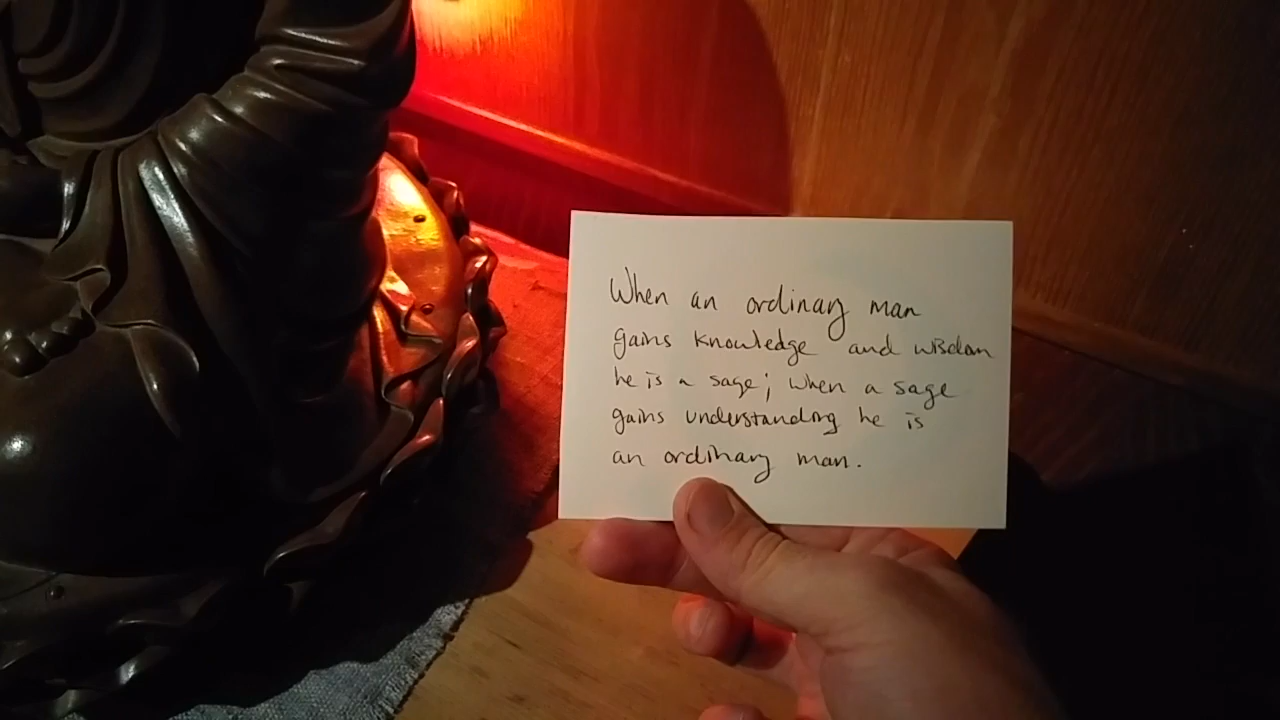 When an ordinary man
gains knowledge and wisdom
he is a sage; when a sage
gains understanding he is
an ordinary man.